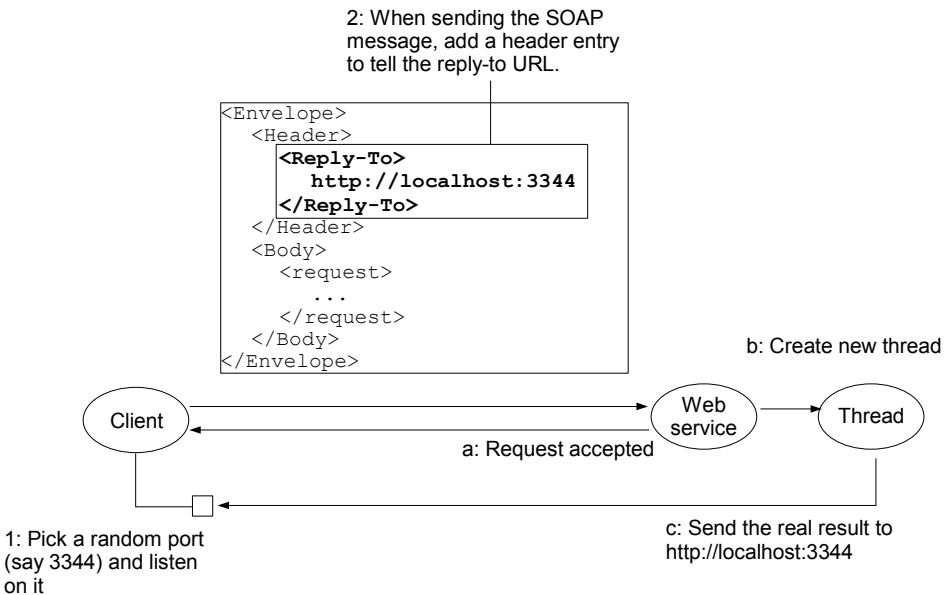 2: When sending the SOAP
message, add a header entry
to tell the reply-to URL.
<Envelope>
<Header>
<Reply-To>
http://localhost:3344
</Reply-To>
</Header>
<Body>
<request>
...
</request>
</Body>
</Envelope>
b: Create new thread
Client
Web
service
Thread
a: Request accepted
1: Pick a random port
(say 3344) and listen
on it
c: Send the real result to
http://localhost:3344